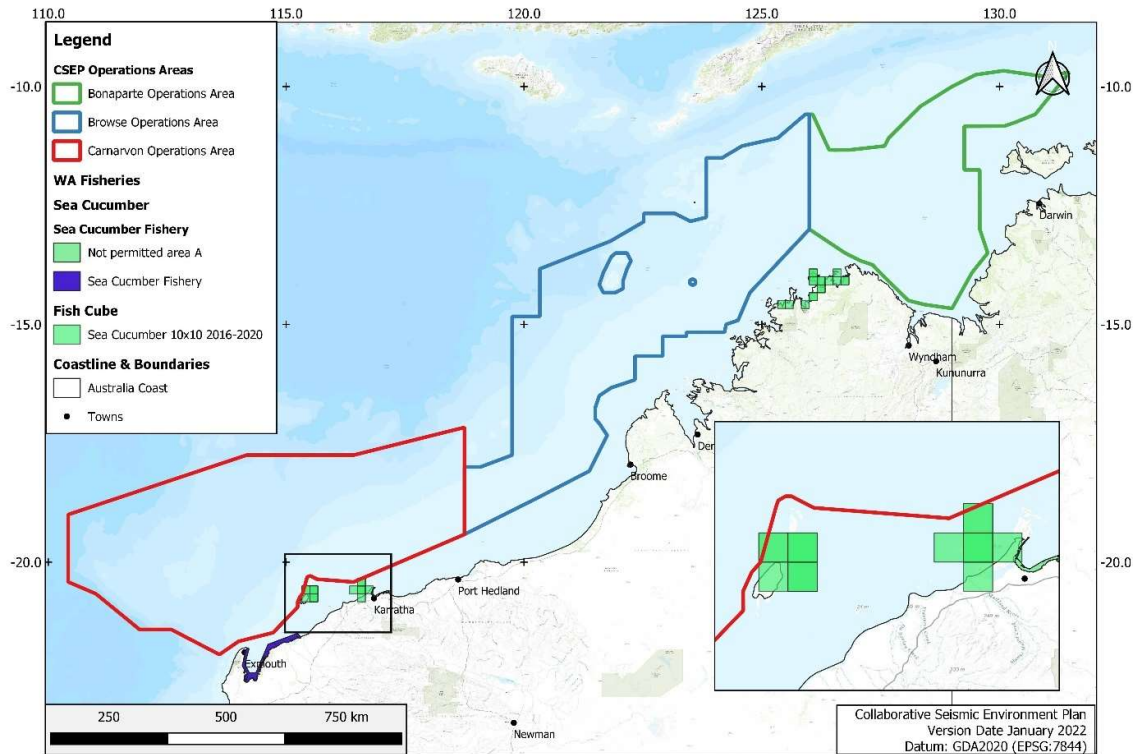 110.0
115.0
120.0
125.0
130.0
Legend
CSEP Operations Areas
Bonaparte Operations Area
Browse Operations Area
Carnarvon Operations Area
WA Fisheries
Sea Cucumber
Sea Cucumber Fishery
Not permitted area A
Sea Cucmber Fishery
Fish Cube
Sea Cucumber 10x10 2016-2020
Coastline & Boundaries
Australia Coast
Towns
-10.0
-10.0
Darwin
-15.0
-15.0
Wyndham
Kununurra
Der
Broome
-20.0
-20.0
Port Hedland
Karratha
Exmouth
Newman
250
500
750 km
Collaborative Seismic Environment Plan
Version Date January 2022
Datum: GDA2020 (EPSG:7844)